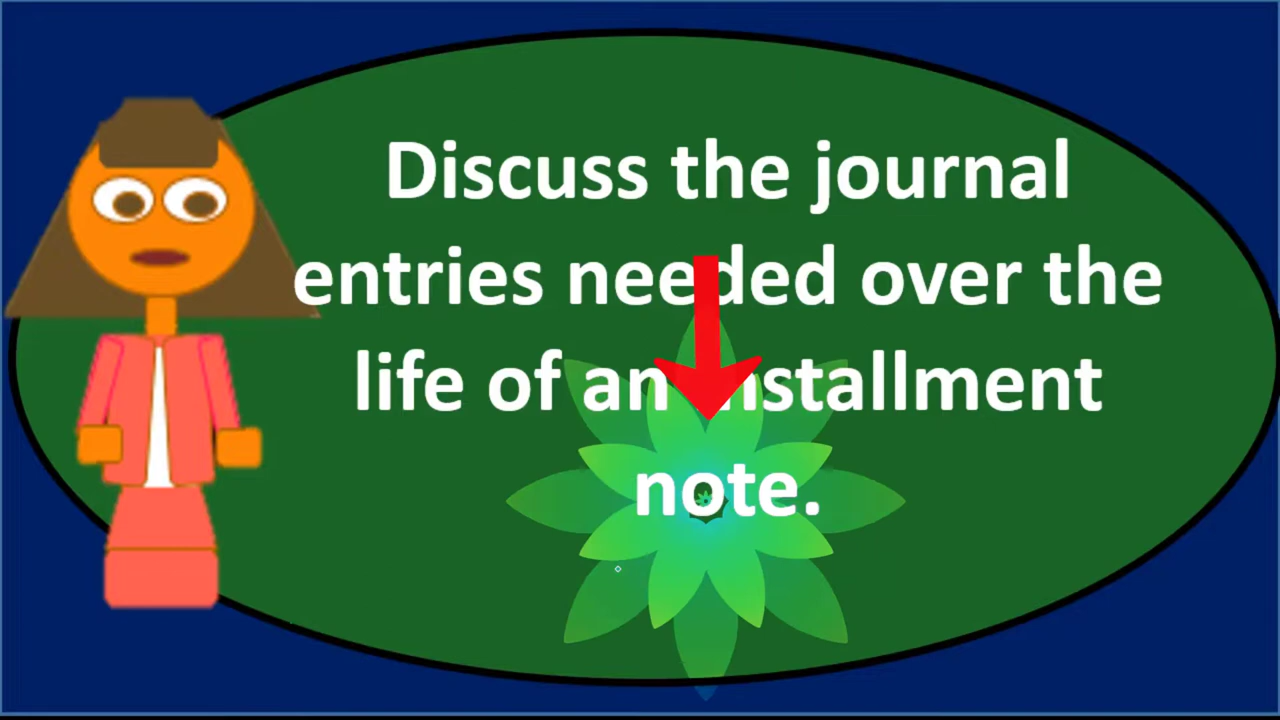 Discuss the journal
entries needed over the
life of an installment
note.